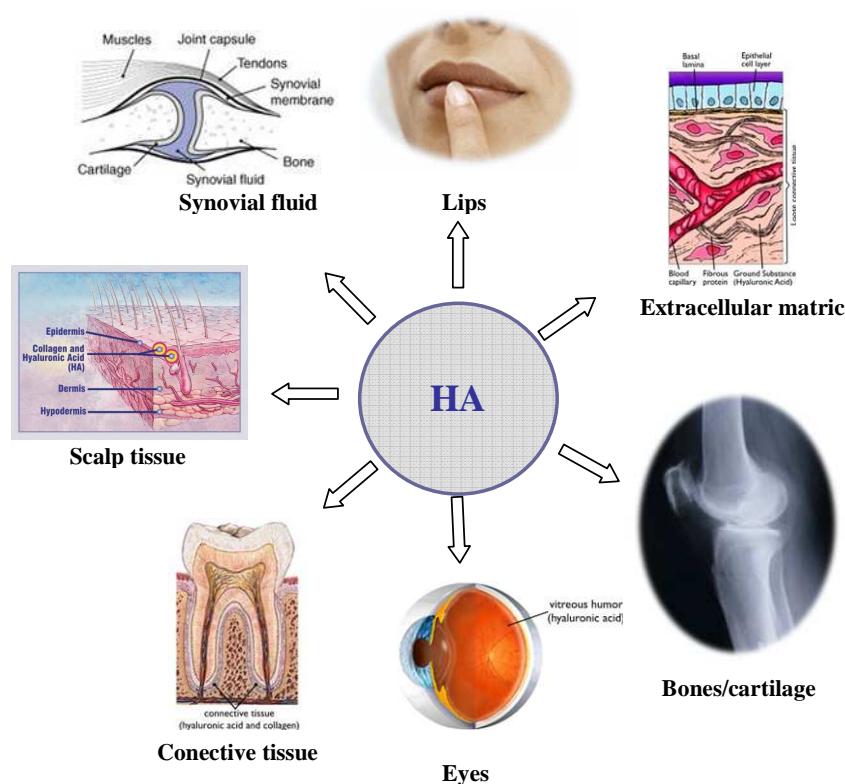 Muscles
Joint capsule
Tendons
Synovial
membrane
Cartilage
Synovial fluid
Bone
Synovial fluid
Lips
Basal
lamina
Epithelial
cell layer
Loose connective tissue
Blood
capillary
Fibrous
protein
Ground Substance
(Hyaluronic Acid)
Extracellular matric
Epidermis
Collagen and
Hyaluronic Acid
(HA)
Dermis
Hypodermis
Scalp tissue
HA
connective tissue
(hyaluronic acid and collagen)
Conective tissue
vitreous humor
(hyaluronic acid)
Eyes
Bones/cartilage